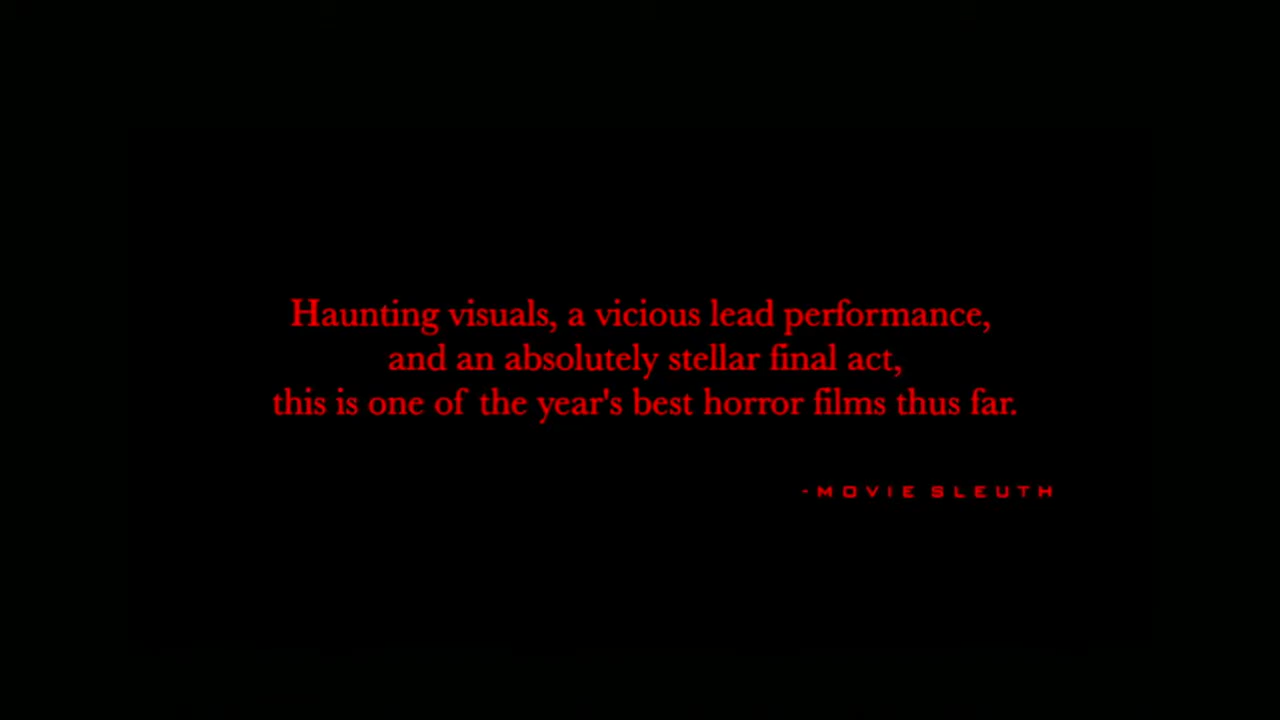 Haunting visuals, a vicious lead performance,
and an absolutely stellar final act,
this is one of the year's best horror films thus far.
-MOVIE SLEUTH